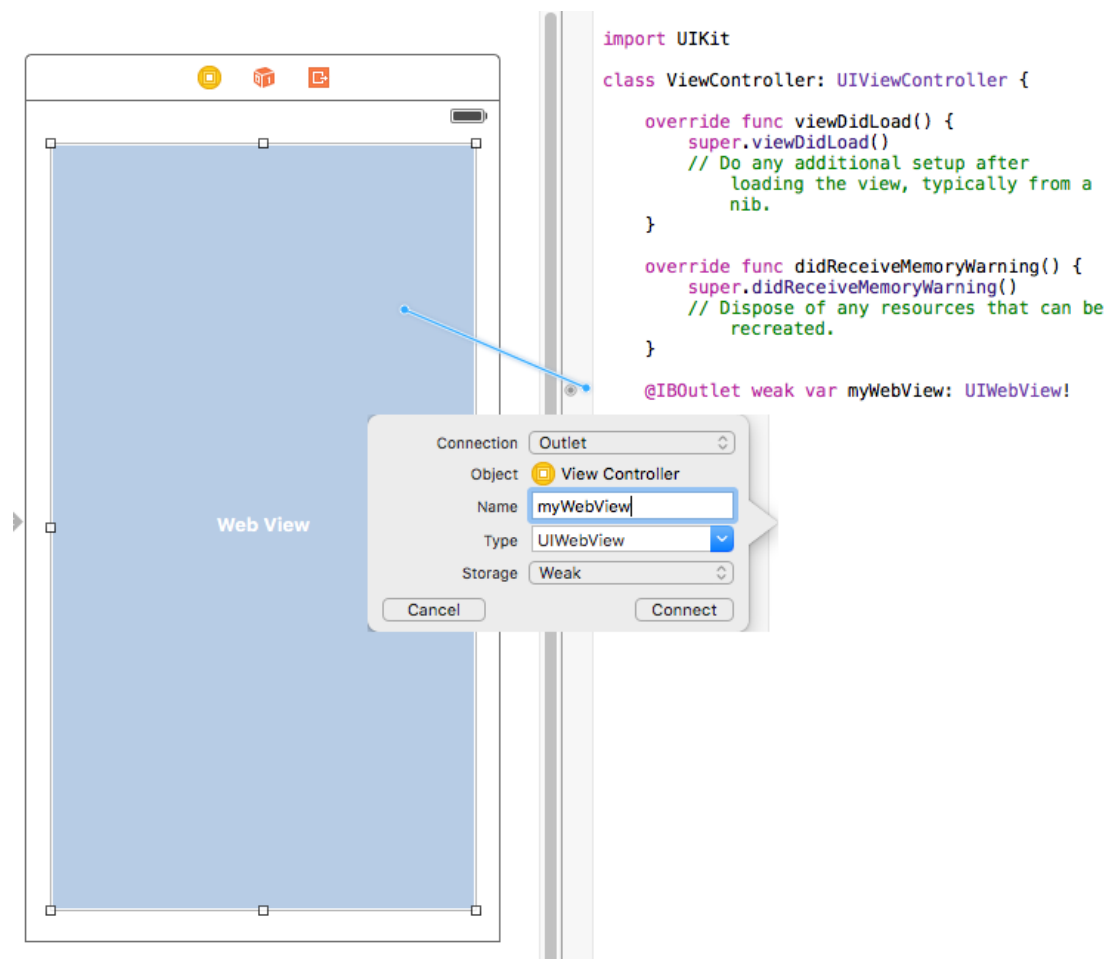 import UIKit
class ViewController: UIViewController {
override func viewDidLoad() {
super.viewDidLoad()
// Do any additional setup after
loading the view, typically from a
nib.
}
override func didReceiveMemoryWarning() {
super.didReceiveMemoryWarning()
// Dispose of any resources that can be
recreated.
}
@IBOutlet weak var myWebView: UIWebView!
Web View
Connection Outlet
Object View Controller
Name myWebView
Type UIWebView
Storage Weak
Cancel Connect